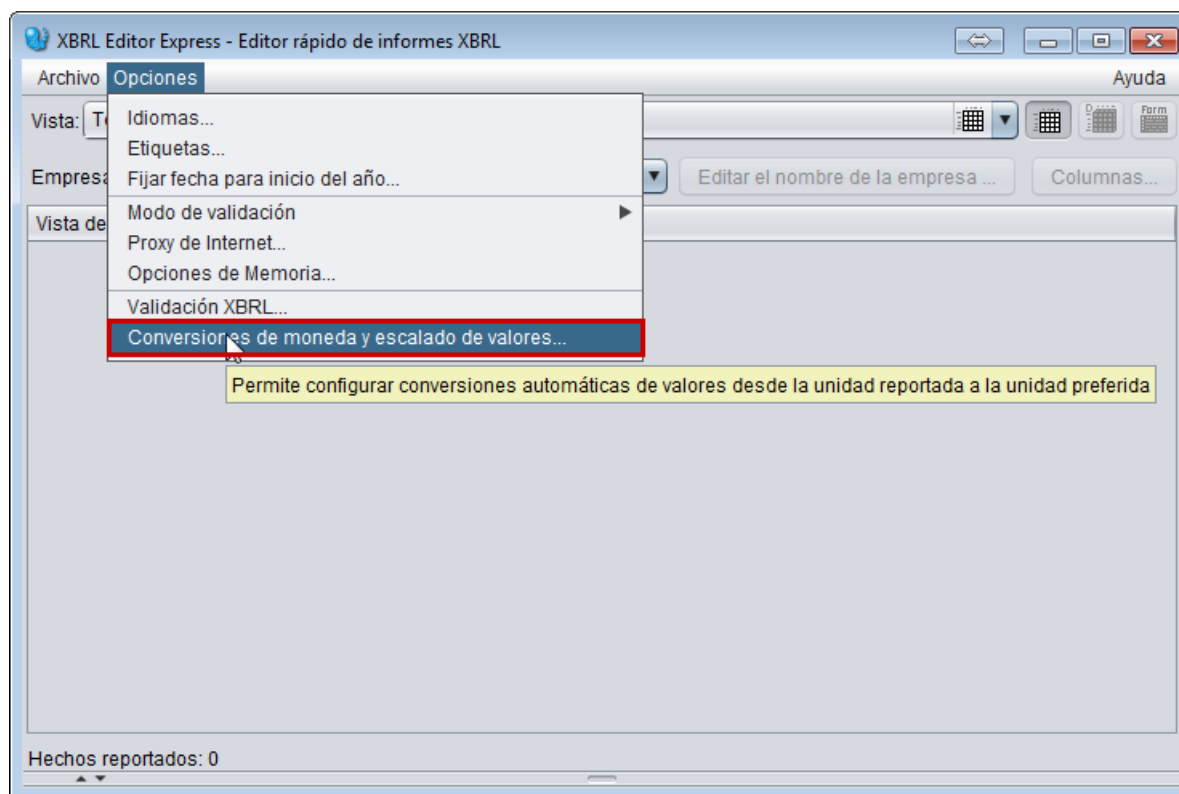 XBRL Editor Express - Editor rápido de informes XBRL
Archivo Opciones Ayuda
Vista: T
Idiomas...
Etiquetas...
Empresa
Fijar fecha para inicio del año...
Editar el nombre de la empresa ...
Columnas...
Vista de
Modo de validación
Proxy de Internet...
Opciones de Memoria...
Validación XBRL...
Conversiones de moneda y escalado de valores...
Permite configurar conversiones automáticas de valores desde la unidad reportada a la unidad preferida
Hechos reportados: 0